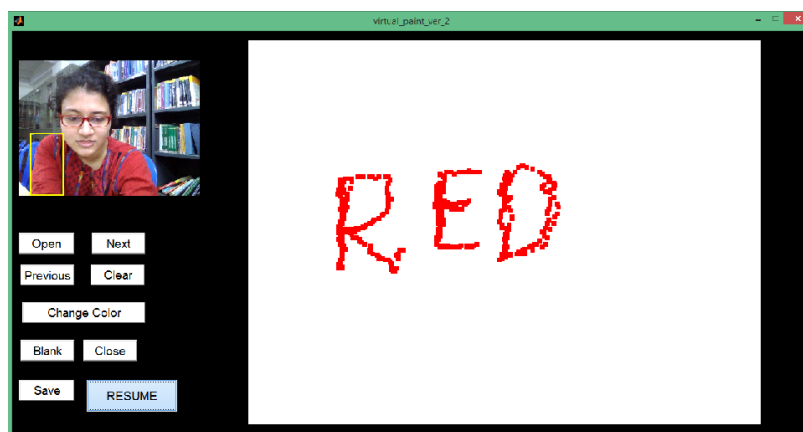 virtual_paint_ver_2
RED
Open Next
Previous Clear
Change Color
Blank Close
Save RESUME